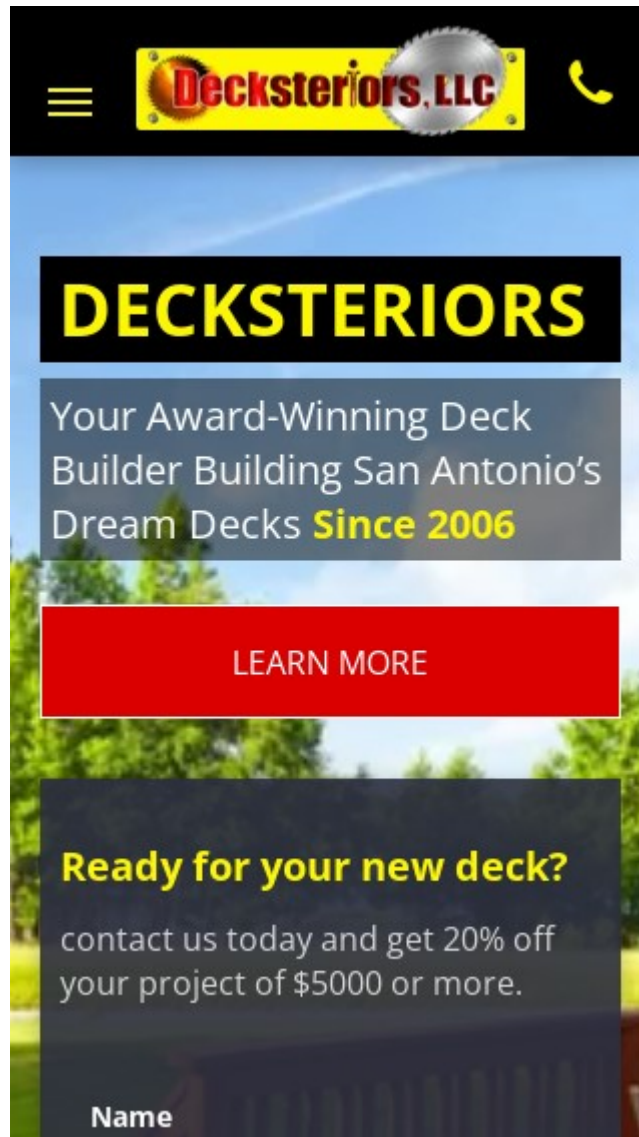 Decksteriors, LLC
DECKSTERIORS
Your Award-Winning Deck
Builder Building San Antonio’s
Dream Decks Since 2006
LEARN MORE
Ready for your new deck?
contact us today and get 20% off
your project of $5000 or more.
Name